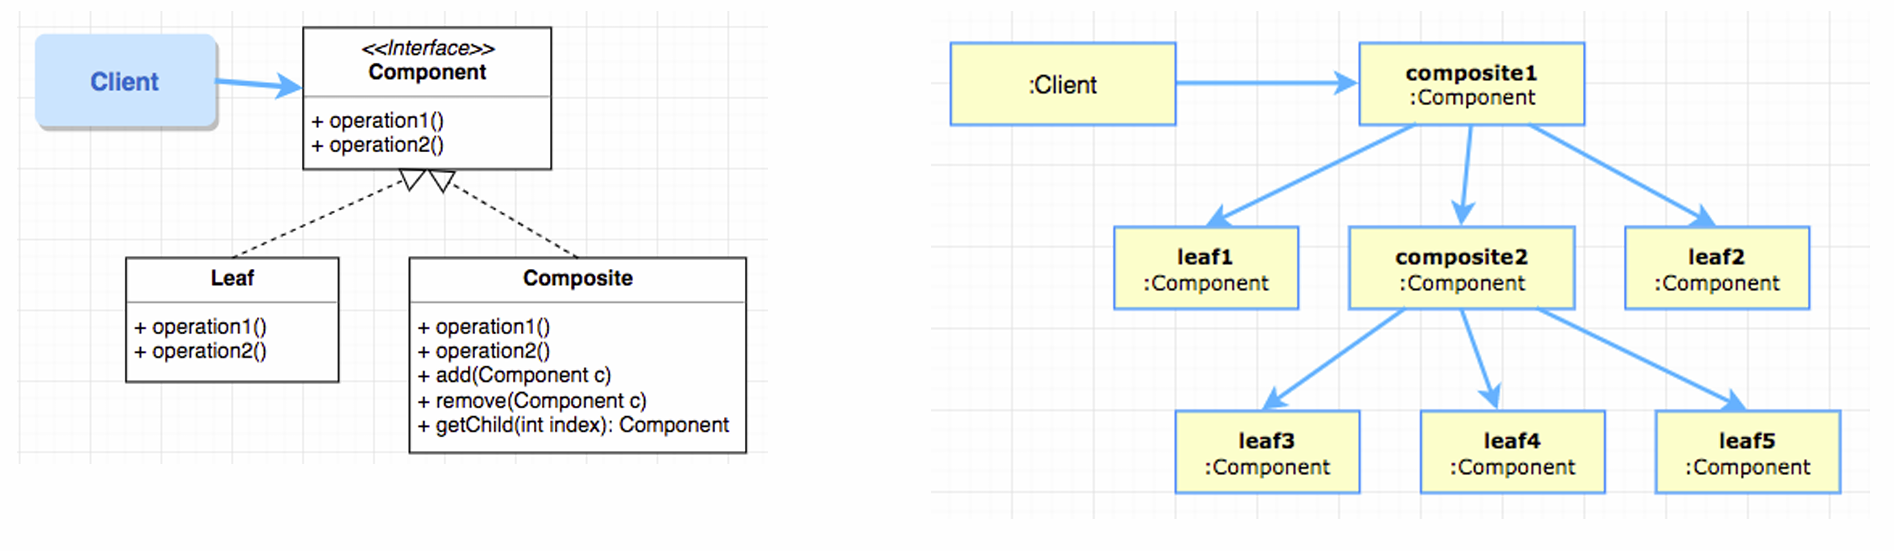 Client
<<Interface>>
Component
+ operation1()
+ operation2()
Leaf
+ operation1()
+ operation2()
Composite
+ operation1()
+ operation2()
+ add(Component c)
+ remove(Component c)
+ getChild(int index): Component
:Client
composite1
:Component
leaf1
:Component
composite2
:Component
leaf2
:Component
leaf3
:Component
leaf4
:Component
leaf5
:Component